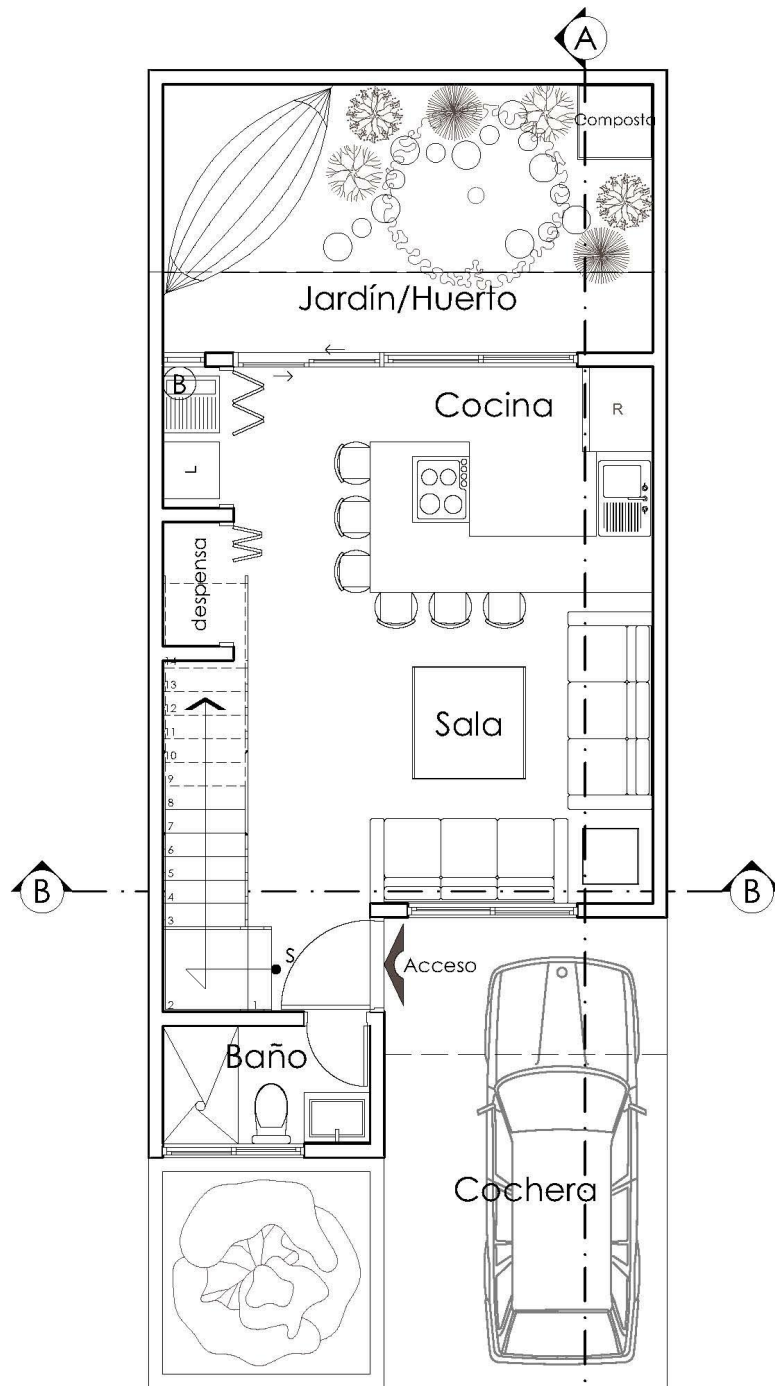 A
Composta
Jardín/Huerto
B
Cocina
R
L
despensa
14
13
12
11
10
9
8
7
6
5
4
3
2
1
Sala
B
B
S
Acceso
Baño
Cochera